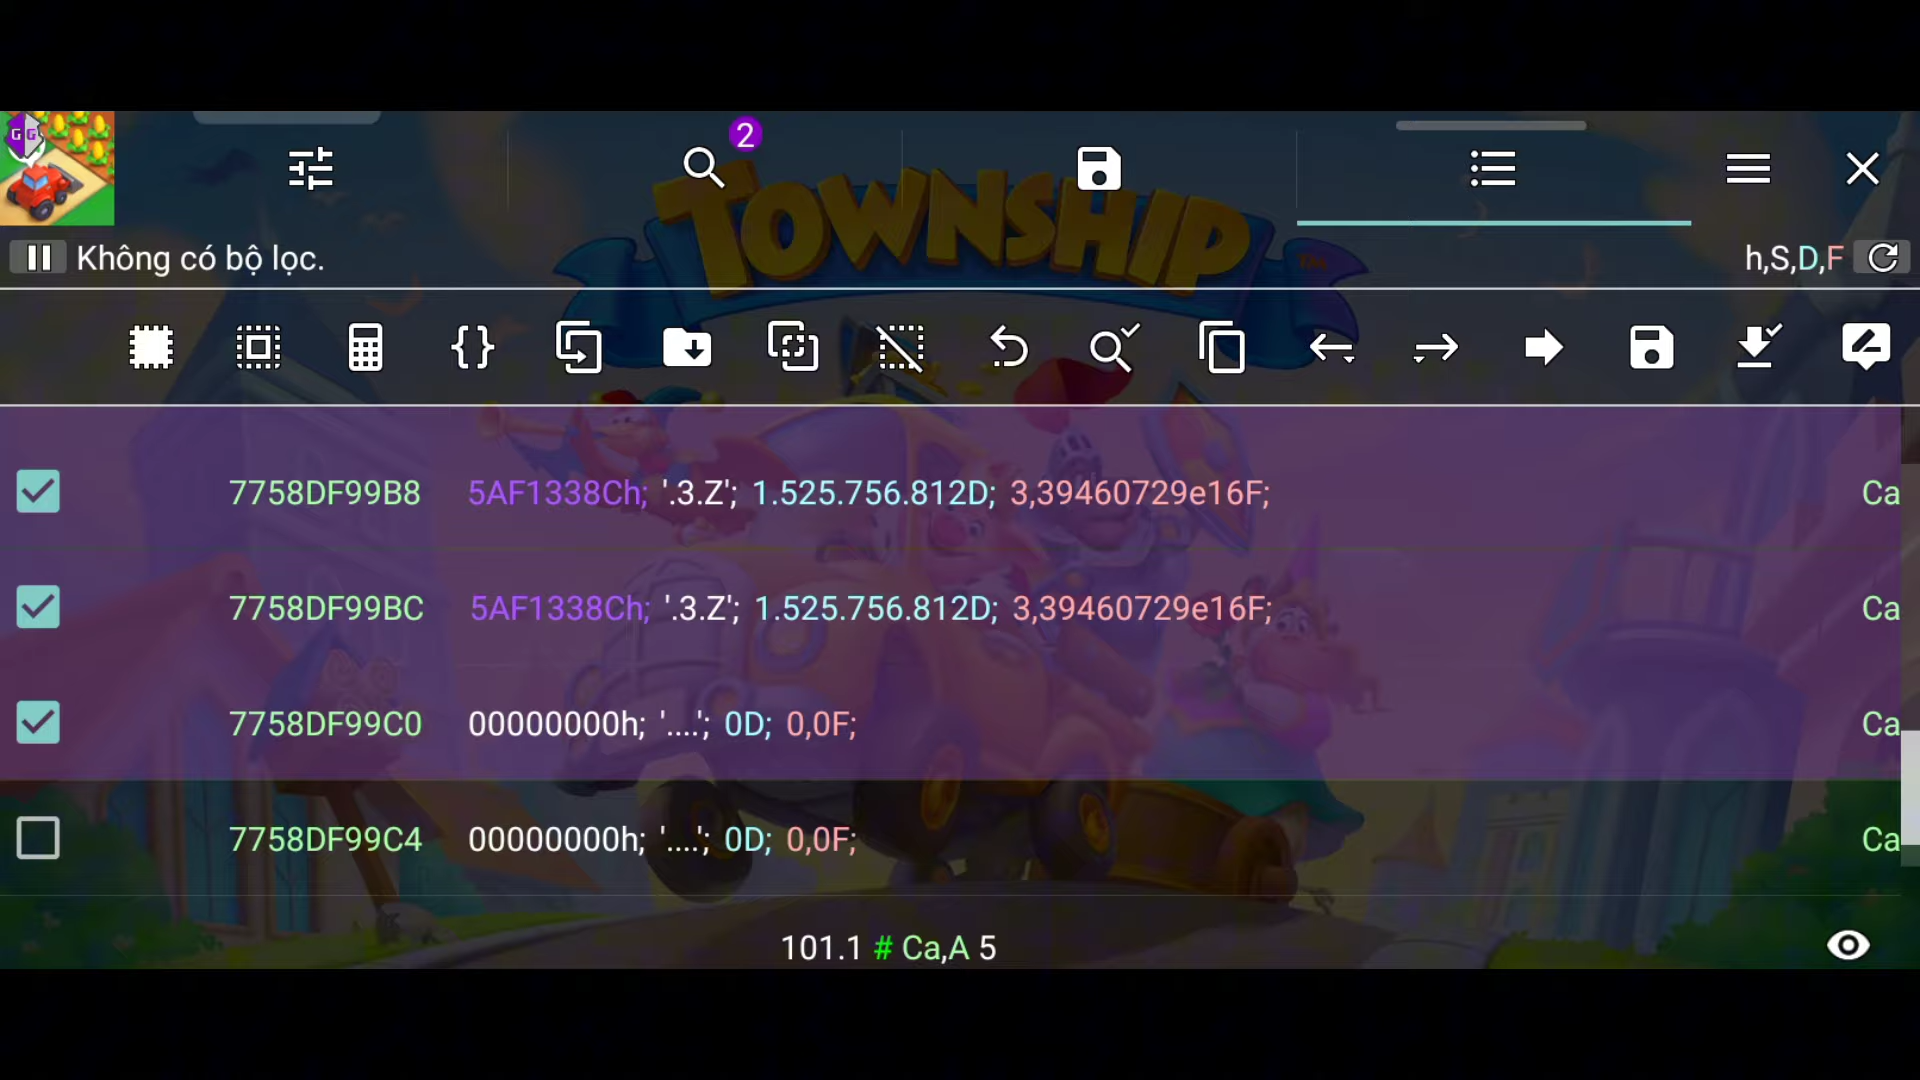 GG
2
TOWNSHIP
TM
Không có bộ lọc.
h,S,D,F
7758DF99B8 5AF1338Ch; '.3.Z'; 1.525.756.812D; 3,39460729e16F; Ca
7758DF99BC 5AF1338Ch; '.3.Z'; 1.525.756.812D; 3,39460729e16F; Ca
7758DF99C0 00000000h; '....'; 0D; 0,0F; Ca
7758DF99C4 00000000h; '....'; 0D; 0,0F; Ca
101.1 # Ca,A 5